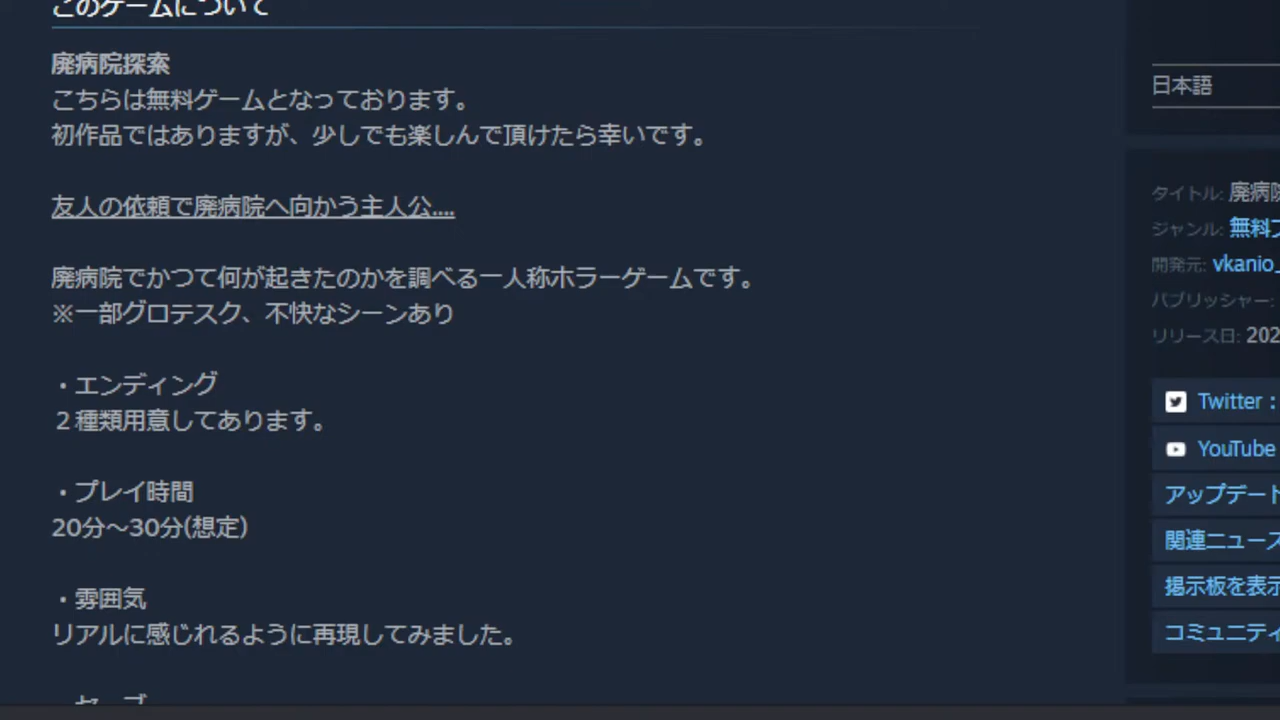 このゲームについて
廃病院探索
こちらは無料ゲームとなっております。
初作品ではありますが、少しでも楽しんで頂けたら幸いです。
友人の依頼で廃病院へ向かう主人公....
廃病院でかつて何が起きたのかを調べる一人称ホラーゲームです。
※一部グロテスク、不快なシーンあり
・エンディング
２種類用意してあります。
・プレイ時間
20分～30分(想定)
・雰囲気
リアルに感じれるように再現してみました。
・セーブ
日本語
タイトル: 廃病院
ジャンル: 無料
開発元: vkanio_
パブリッシャー:
リリース日: 202
Twitter :
YouTube
アップデート
関連ニュース
掲示板を表示
コミュニティ